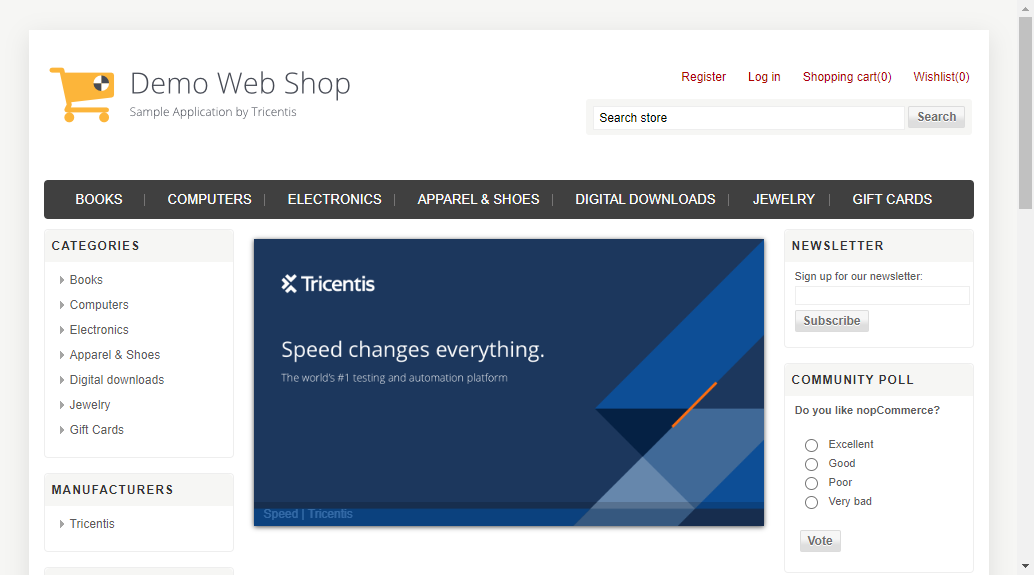 Demo Web Shop
Sample Application by Tricentis
Register Log in Shopping cart(0) Wishlist(0)
Search store Search
BOOKS COMPUTERS ELECTRONICS APPAREL & SHOES DIGITAL DOWNLOADS JEWELRY GIFT CARDS
CATEGORIES
Books
Computers
Electronics
Apparel & Shoes
Digital downloads
Jewelry
Gift Cards
MANUFACTURERS
Tricentis
Tricentis
Speed changes everything.
The world's #1 testing and automation platform
Speed | Tricentis
NEWSLETTER
Sign up for our newsletter:
Subscribe
COMMUNITY POLL
Do you like nopCommerce?
Excellent
Good
Poor
Very bad
Vote